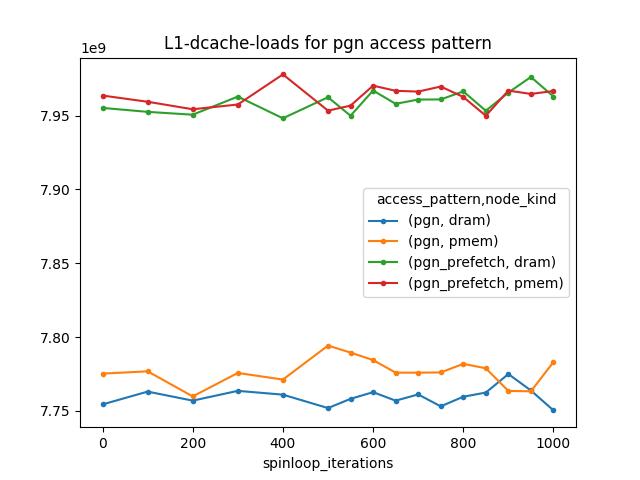 L1-dcache-loads for pgn access pattern
1e9
7.95
7.90
7.85
7.80
7.75
access_pattern,node_kind
(pgn, dram)
(pgn, pmem)
(pgn_prefetch, dram)
(pgn_prefetch, pmem)
0 200 400 600 800 1000
spinloop_iterations